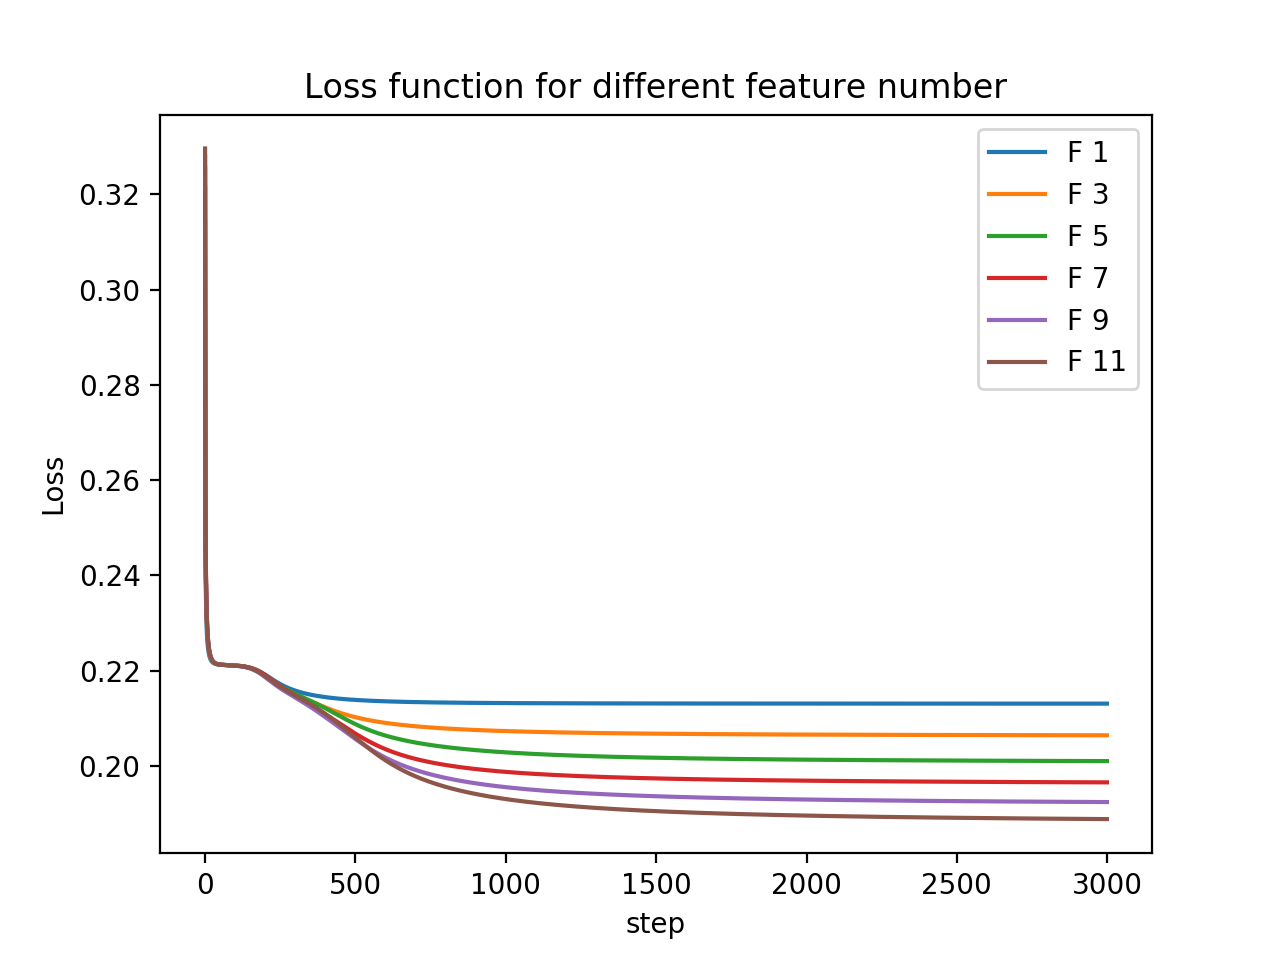 Loss function for different feature number
F 1
F 3
F 5
F 7
F 9
F 11
Loss
0.32
0.30
0.28
0.26
0.24
0.22
0.20
0 500 1000 1500 2000 2500 3000
step